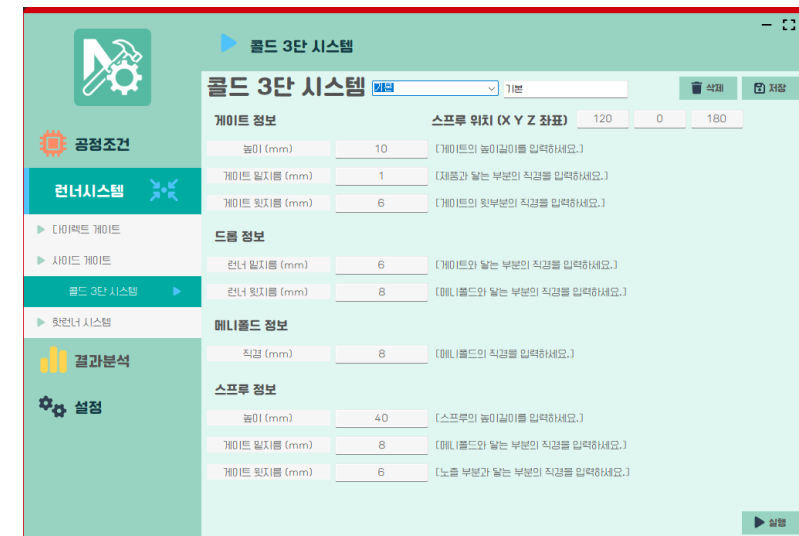 콜드 3단 시스템
콜드 3단 시스템 기본 기본 삭제 저장
게이트 정보 스프루 위치 (X Y Z 좌표) 120 0 180
높이 (mm) 10 [게이트의 높이길이를 입력하세요.]
게이트 밑지름 (mm) 1 [제품과 닿는 부분의 직경을 입력하세요.]
게이트 윗지름 (mm) 6 [게이트의 윗부분의 직경을 입력하세요.]
드롭 정보
런너 밑지름 (mm) 6 [게이트와 닿는 부분의 직경을 입력하세요.]
런너 윗지름 (mm) 8 [메니폴드와 닿는 부분의 직경을 입력하세요.]
메니폴드 정보
직경 (mm) 8 [메니폴드의 직경을 입력하세요.]
스프루 정보
높이 (mm) 40 [스프루의 높이길이를 입력하세요.]
게이트 밑지름 (mm) 8 [메니폴드와 닿는 부분의 직경을 입력하세요.]
게이트 윗지름 (mm) 6 [노즐 부분과 닿는 부분의 직경을 입력하세요.]
실행
공정조건
런너시스템
다이렉트 게이트
사이드 게이트
콜드 3단 시스템
핫런너 시스템
결과분석
설정